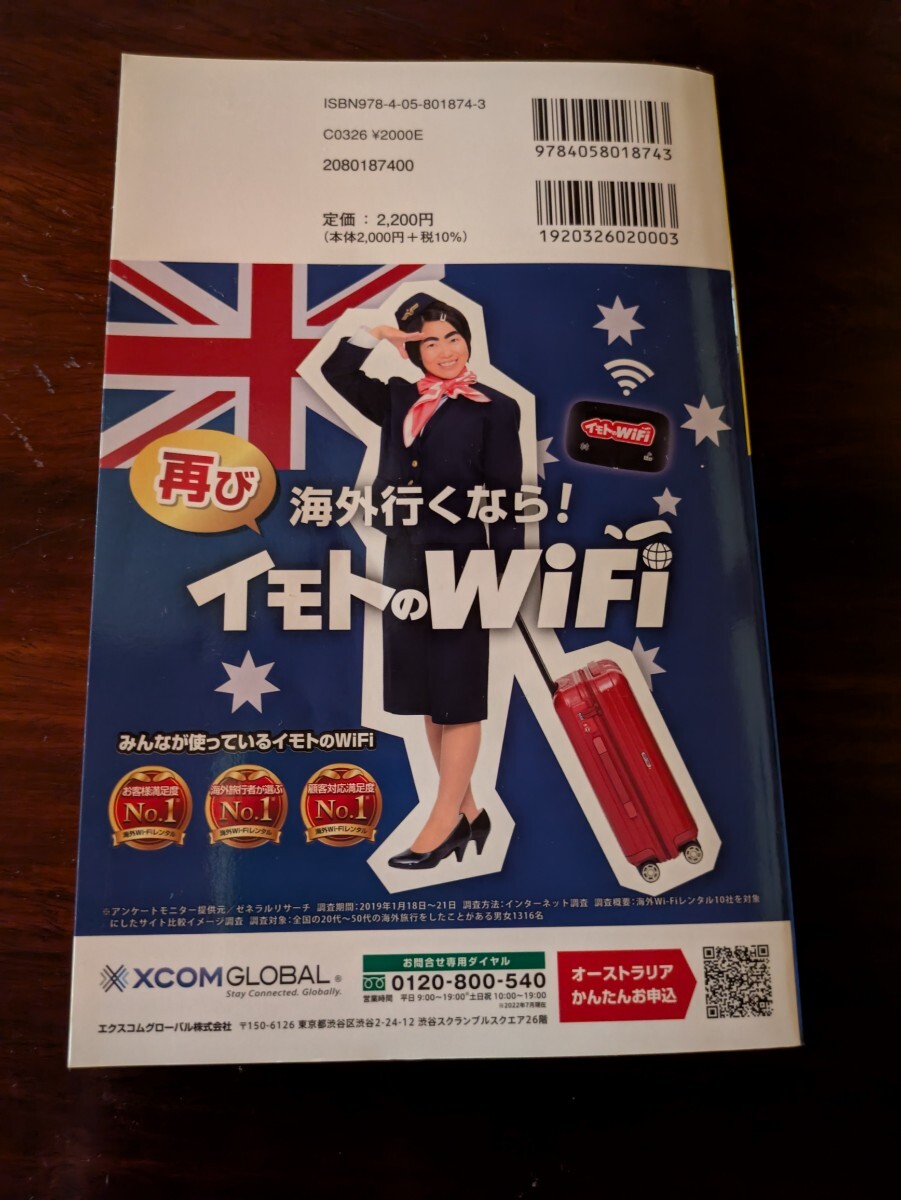 ISBN978-4-05-801874-3
C0326 ¥2000E
2080187400
定価 : 2,200円
（本体2,000円＋税10%）
9784058018743
1920326020003
イモトのWiFi
再び
海外行くなら!
イモトのWiFi
みんなが使っているイモトのWiFi
お客様満足度
No.1
海外Wi-Fiレンタル
海外旅行者が選ぶ
No.1
海外Wi-Fiレンタル
顧客対応満足度
No.1
海外Wi-Fiレンタル
※アンケートモニター提供元／ゼネラルリサーチ 調査期間:2019年1月18日〜21日 調査方法:インターネット調査 調査概要:海外Wi-Fiレンタル10社を対象
にしたサイト比較イメージ調査 調査対象:全国の20代〜50代の海外旅行をしたことがある男女1316名
XCOMGLOBAL®
Stay Connected. Globally.
お問合せ専用ダイヤル
0120-800-540
営業時間 平日 9:00〜19:00 土日祝 10:00〜19:00
※2022年7月現在
オーストラリア
かんたんお申込
エクスコムグローバル株式会社 〒150-6126 東京都渋谷区渋谷2-24-12 渋谷スクランブルスクエア26階